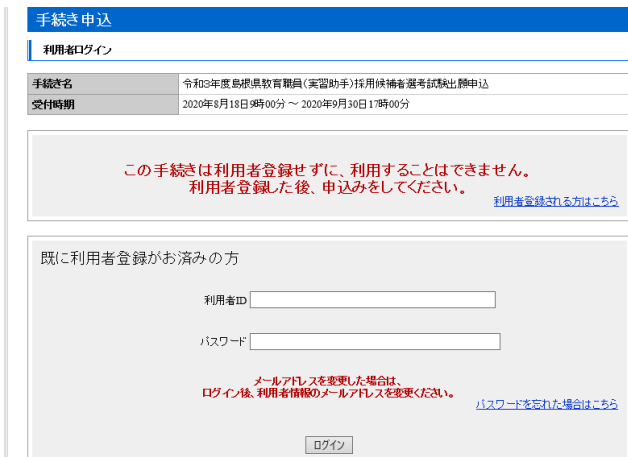 手続き申込
利用者ログイン
手続き名 令和3年度島根県教育職員(実習助手)採用候補者選考試験出願申込
受付時期 2020年8月18日9時00分 ~ 2020年9月30日17時00分
この手続きは利用者登録せずに、利用することはできません。
利用者登録した後、申込みをしてください。
利用者登録される方はこちら
既に利用者登録がお済みの方
利用者ID
パスワード
メールアドレスを変更した場合は、
ログイン後、利用者情報のメールアドレスを変更ください。
パスワードを忘れた場合はこちら
ログイン